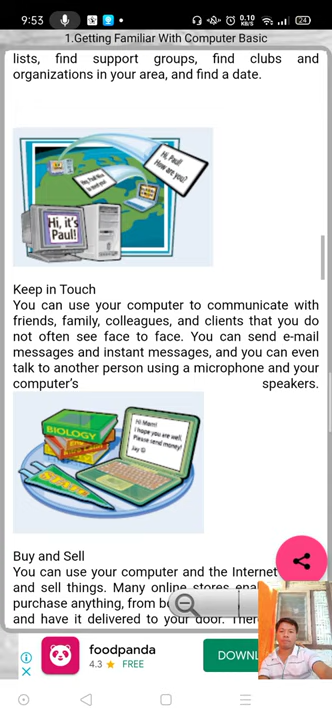 9:53
0.10
KB/S
24
1.Getting Familiar With Computer Basic
lists, find support groups, find clubs and
organizations in your area, and find a date.
Hi, Paul!
How are you?
Hi, it's
Paul!
Keep in Touch
You can use your computer to communicate with
friends, family, colleagues, and clients that you do
not often see face to face. You can send e-mail
messages and instant messages, and you can even
talk to another person using a microphone and your
computer's speakers.
BIOLOGY
Hi Mom!
I hope you are well.
Please send money!
Jay
Buy and Sell
You can use your computer and the Internet
and sell things. Many online stores
purchase anything, from
and have it delivered to your door.
foodpanda
4.3 ★ FREE